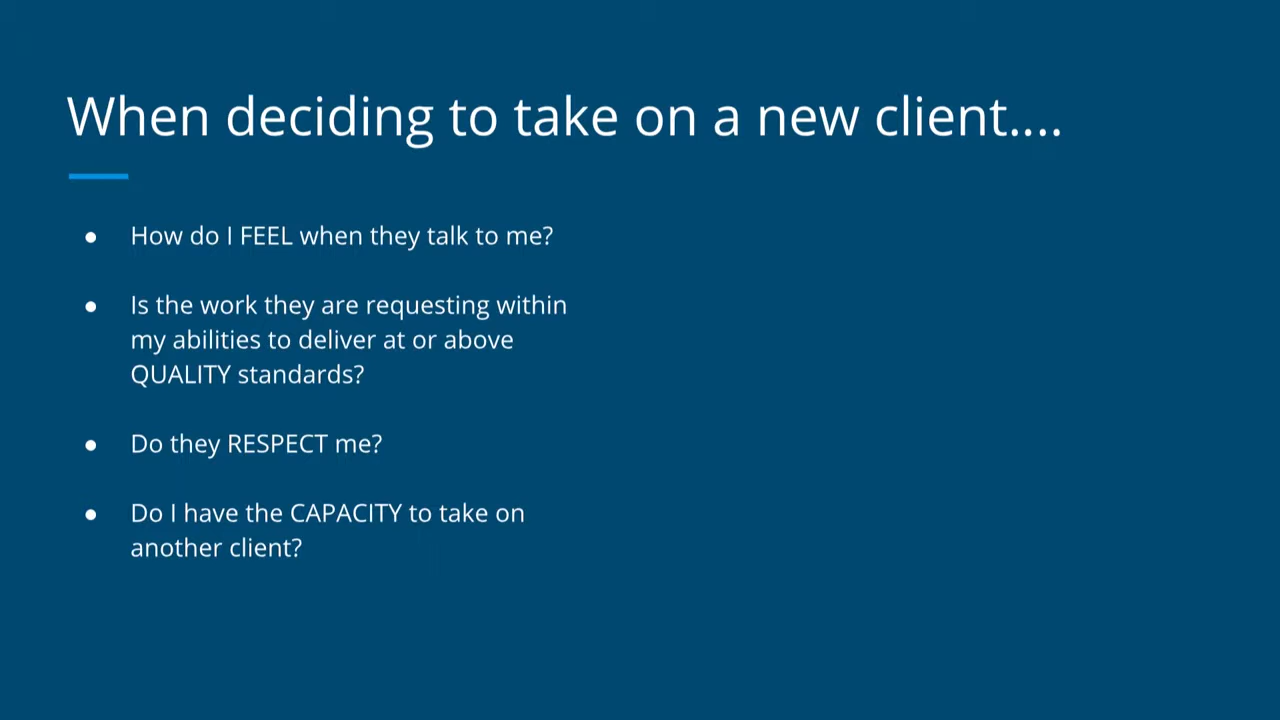 When deciding to take on a new client....
● How do I FEEL when they talk to me?
● Is the work they are requesting within
my abilities to deliver at or above
QUALITY standards?
● Do they RESPECT me?
● Do I have the CAPACITY to take on
another client?